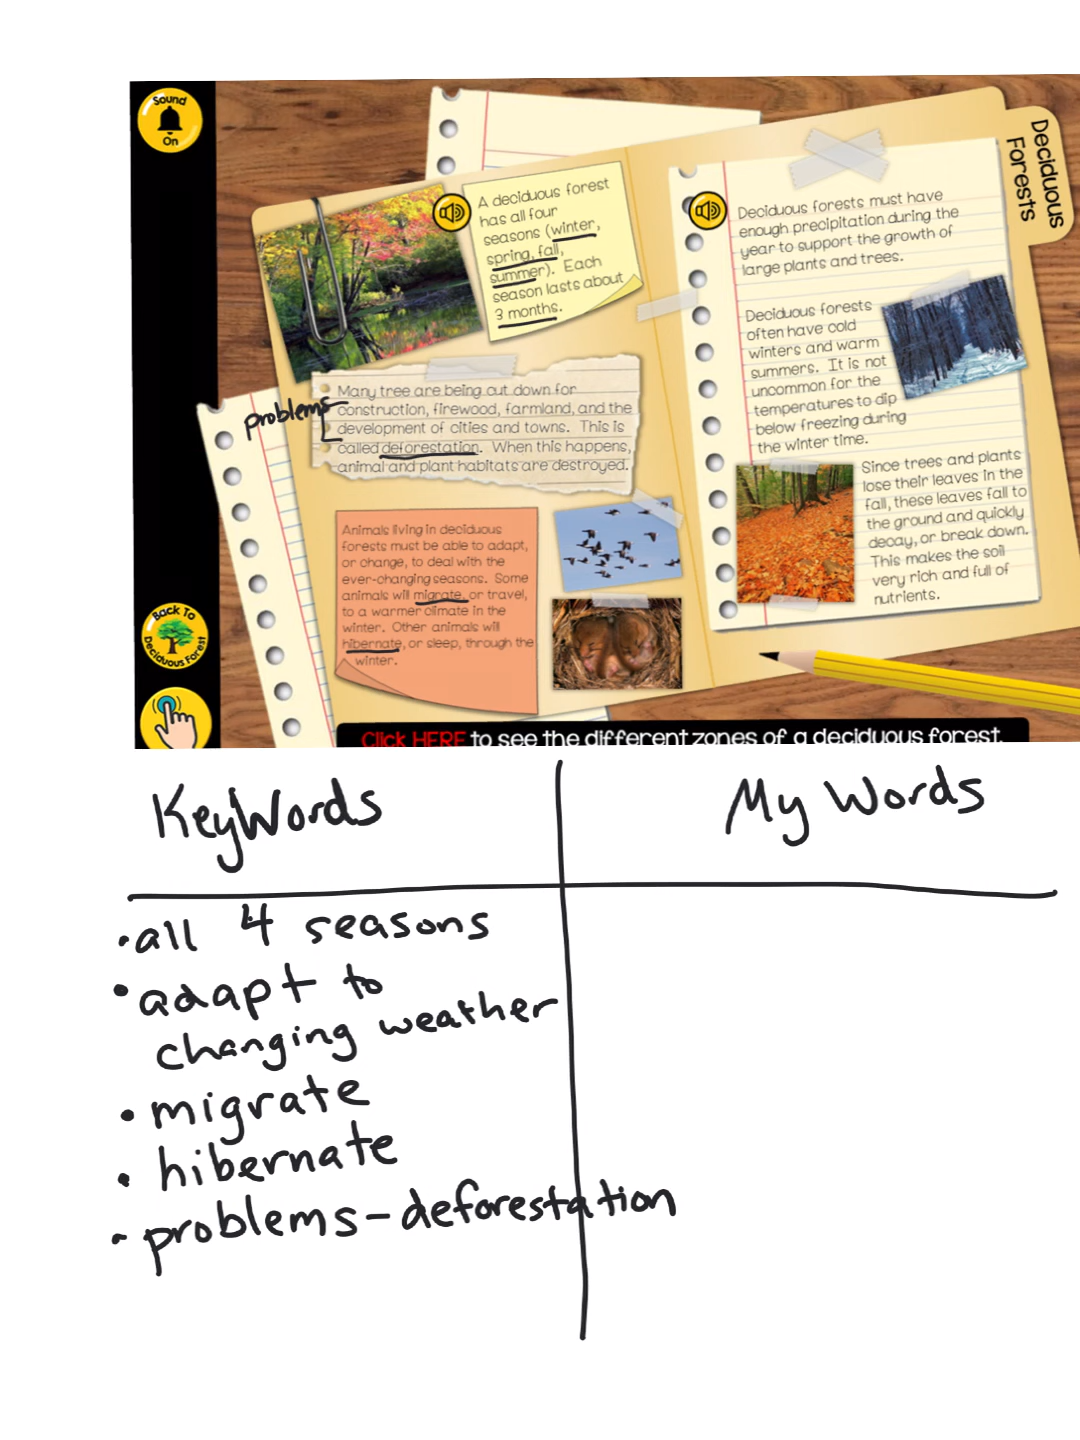 Sound
On
A deciduous forest
has all four
seasons (winter,
spring, fall,
summer). Each
season lasts about
3 months.
problems
Many tree are being cut down for
construction, firewood, farmland, and the
development of cities and towns. This is
called deforestation. When this happens,
animal and plant habitats are destroyed.
Animals living in deciduous
forests must be able to adapt,
or change, to deal with the
ever-changing seasons. Some
animals will migrate, or travel,
to a warmer climate in the
winter. Other animals will
hibernate, or sleep, through the
winter.
Deciduous
Forests
Deciduous forests must have
enough precipitation during the
year to support the growth of
large plants and trees.
Deciduous forests
often have cold
winters and warm
summers. It is not
uncommon for the
temperatures to dip
below freezing during
the winter time.
Since trees and plants
lose their leaves in the
fall, these leaves fall to
the ground and quickly
decay, or break down.
This makes the soil
very rich and full of
nutrients.
Back To
Deciduous Forest
Click HERE to see the different zones of a deciduous forest.
KeyWords
My Words
• all 4 seasons
• adapt to
changing weather
• migrate
• hibernate
• problems - deforestation